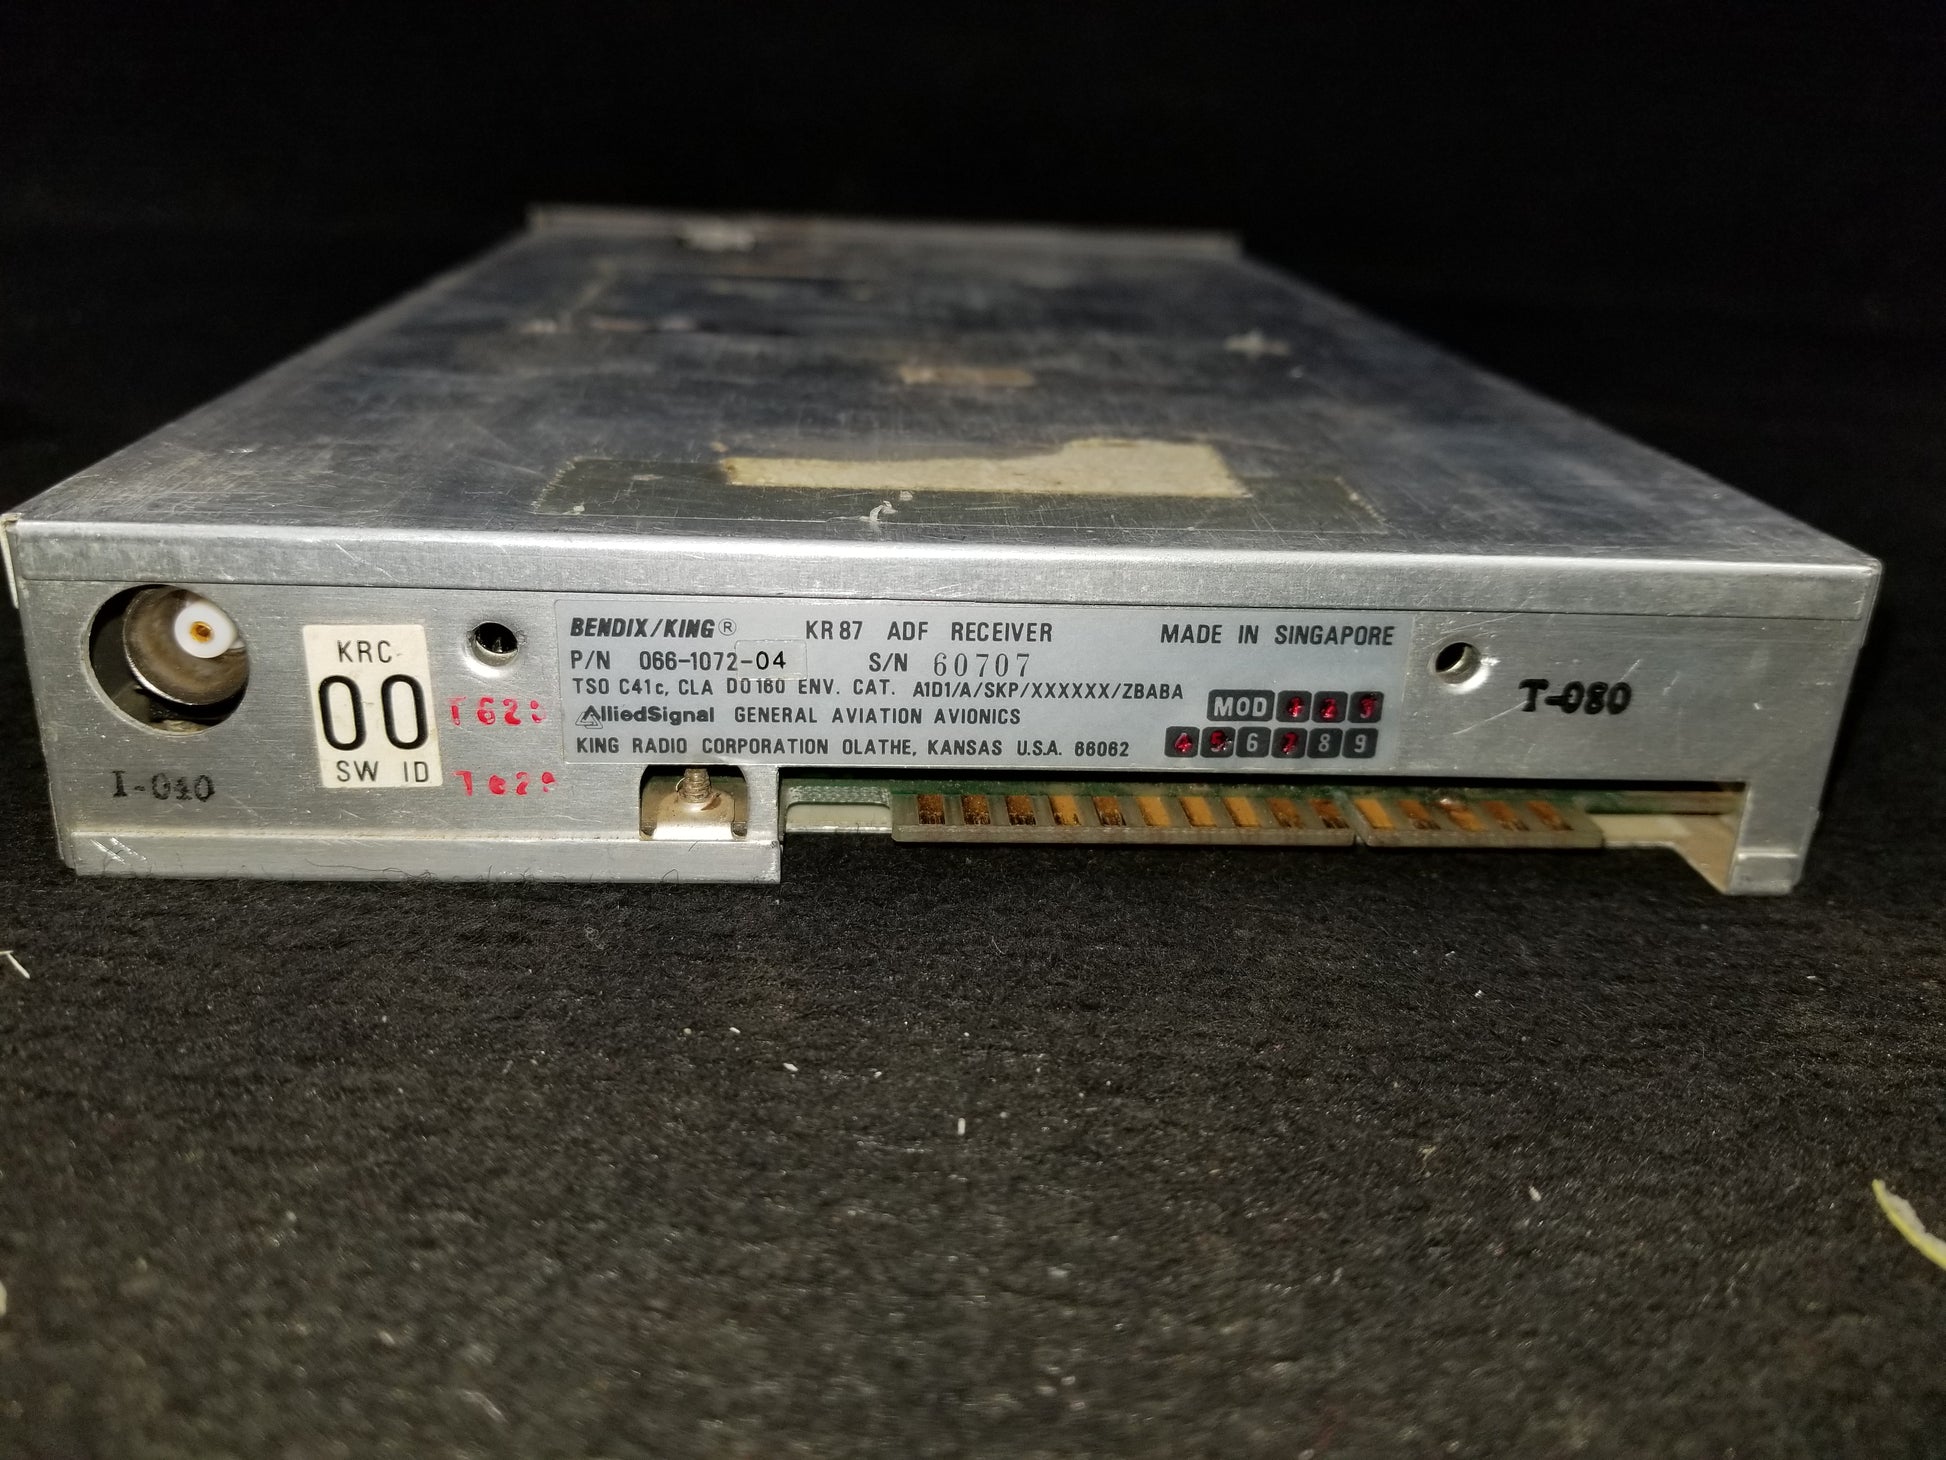 KRC
00
SW ID
I-040
BENDIX/KING® KR 87 ADF RECEIVER MADE IN SINGAPORE
P/N 066-1072-04 S/N 60707
TSO C41c, CLA DO160 ENV. CAT. A1D1/A/SKP/XXXXXX/ZBABA
AlliedSignal GENERAL AVIATION AVIONICS MOD 1 2 3
KING RADIO CORPORATION OLATHE, KANSAS U.S.A. 66062 4 5 6 7 8 9
T-080